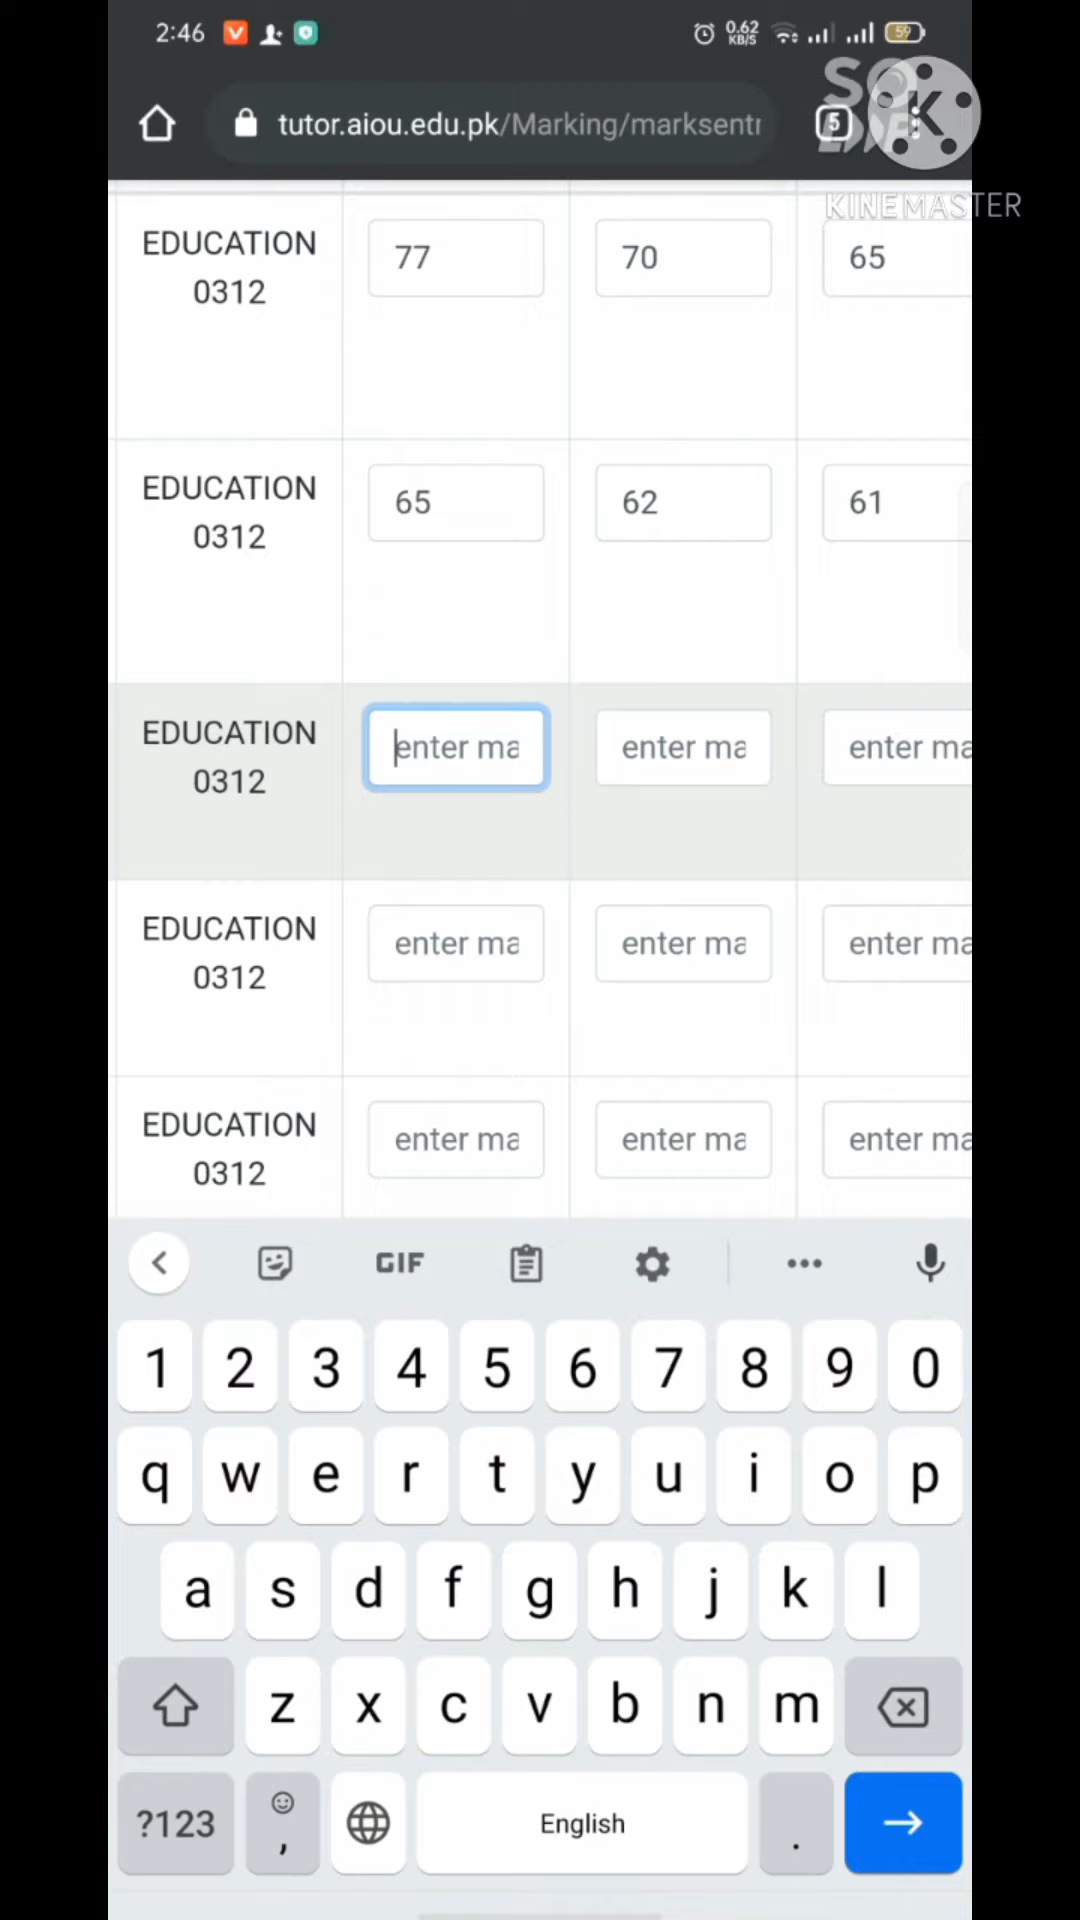 2:46
0.62
KB/S
59
tutor.aiou.edu.pk/Marking/marksentr
5
K
KINEMASTER
EDUCATION
0312
77
70
65
EDUCATION
0312
65
62
61
EDUCATION
0312
enter ma
enter ma
enter ma
EDUCATION
0312
enter ma
enter ma
enter ma
EDUCATION
0312
enter ma
enter ma
enter ma
GIF
1 2 3 4 5 6 7 8 9 0
q w e r t y u i o p
a s d f g h j k l
z x c v b n m
?123 , English .